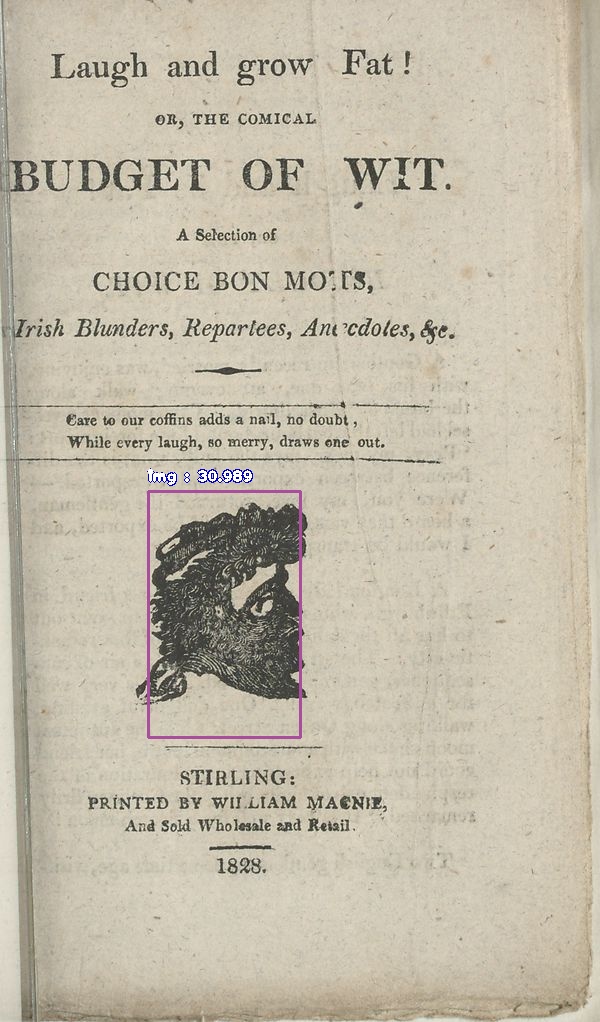 Laugh and grow Fat!
OR, THE COMICAL
BUDGET OF WIT.
A Selection of
CHOICE BON MOTTS,
Irish Blunders, Repartees, Anecdotes, &c.
Care to our coffins adds a nail, no doubt,
While every laugh, so merry, draws one out.
img : 30.989
STIRLING:
PRINTED BY WILLIAM MACNIE,
And Sold Wholesale and Retail.
1828.